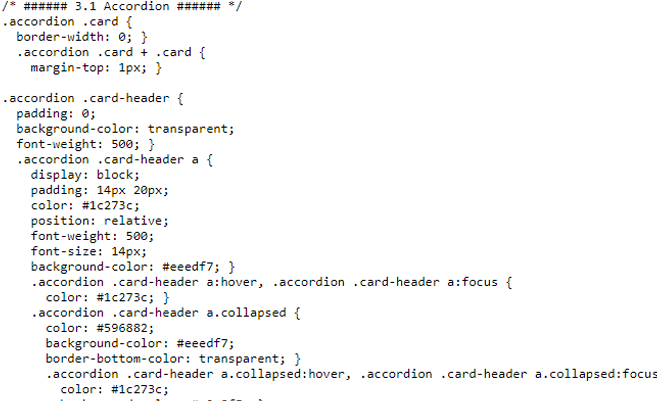 /* ###### 3.1 Accordion ###### */
.accordion .card {
  border-width: 0; }
  .accordion .card + .card {
    margin-top: 1px; }

.accordion .card-header {
  padding: 0;
  background-color: transparent;
  font-weight: 500; }
  .accordion .card-header a {
    display: block;
    padding: 14px 20px;
    color: #1c273c;
    position: relative;
    font-weight: 500;
    font-size: 14px;
    background-color: #eeedf7; }
    .accordion .card-header a:hover, .accordion .card-header a:focus {
      color: #1c273c; }
    .accordion .card-header a.collapsed {
      color: #596882;
      background-color: #eeedf7;
      border-bottom-color: transparent; }
      .accordion .card-header a.collapsed:hover, .accordion .card-header a.collapsed:focus
        color: #1c273c;